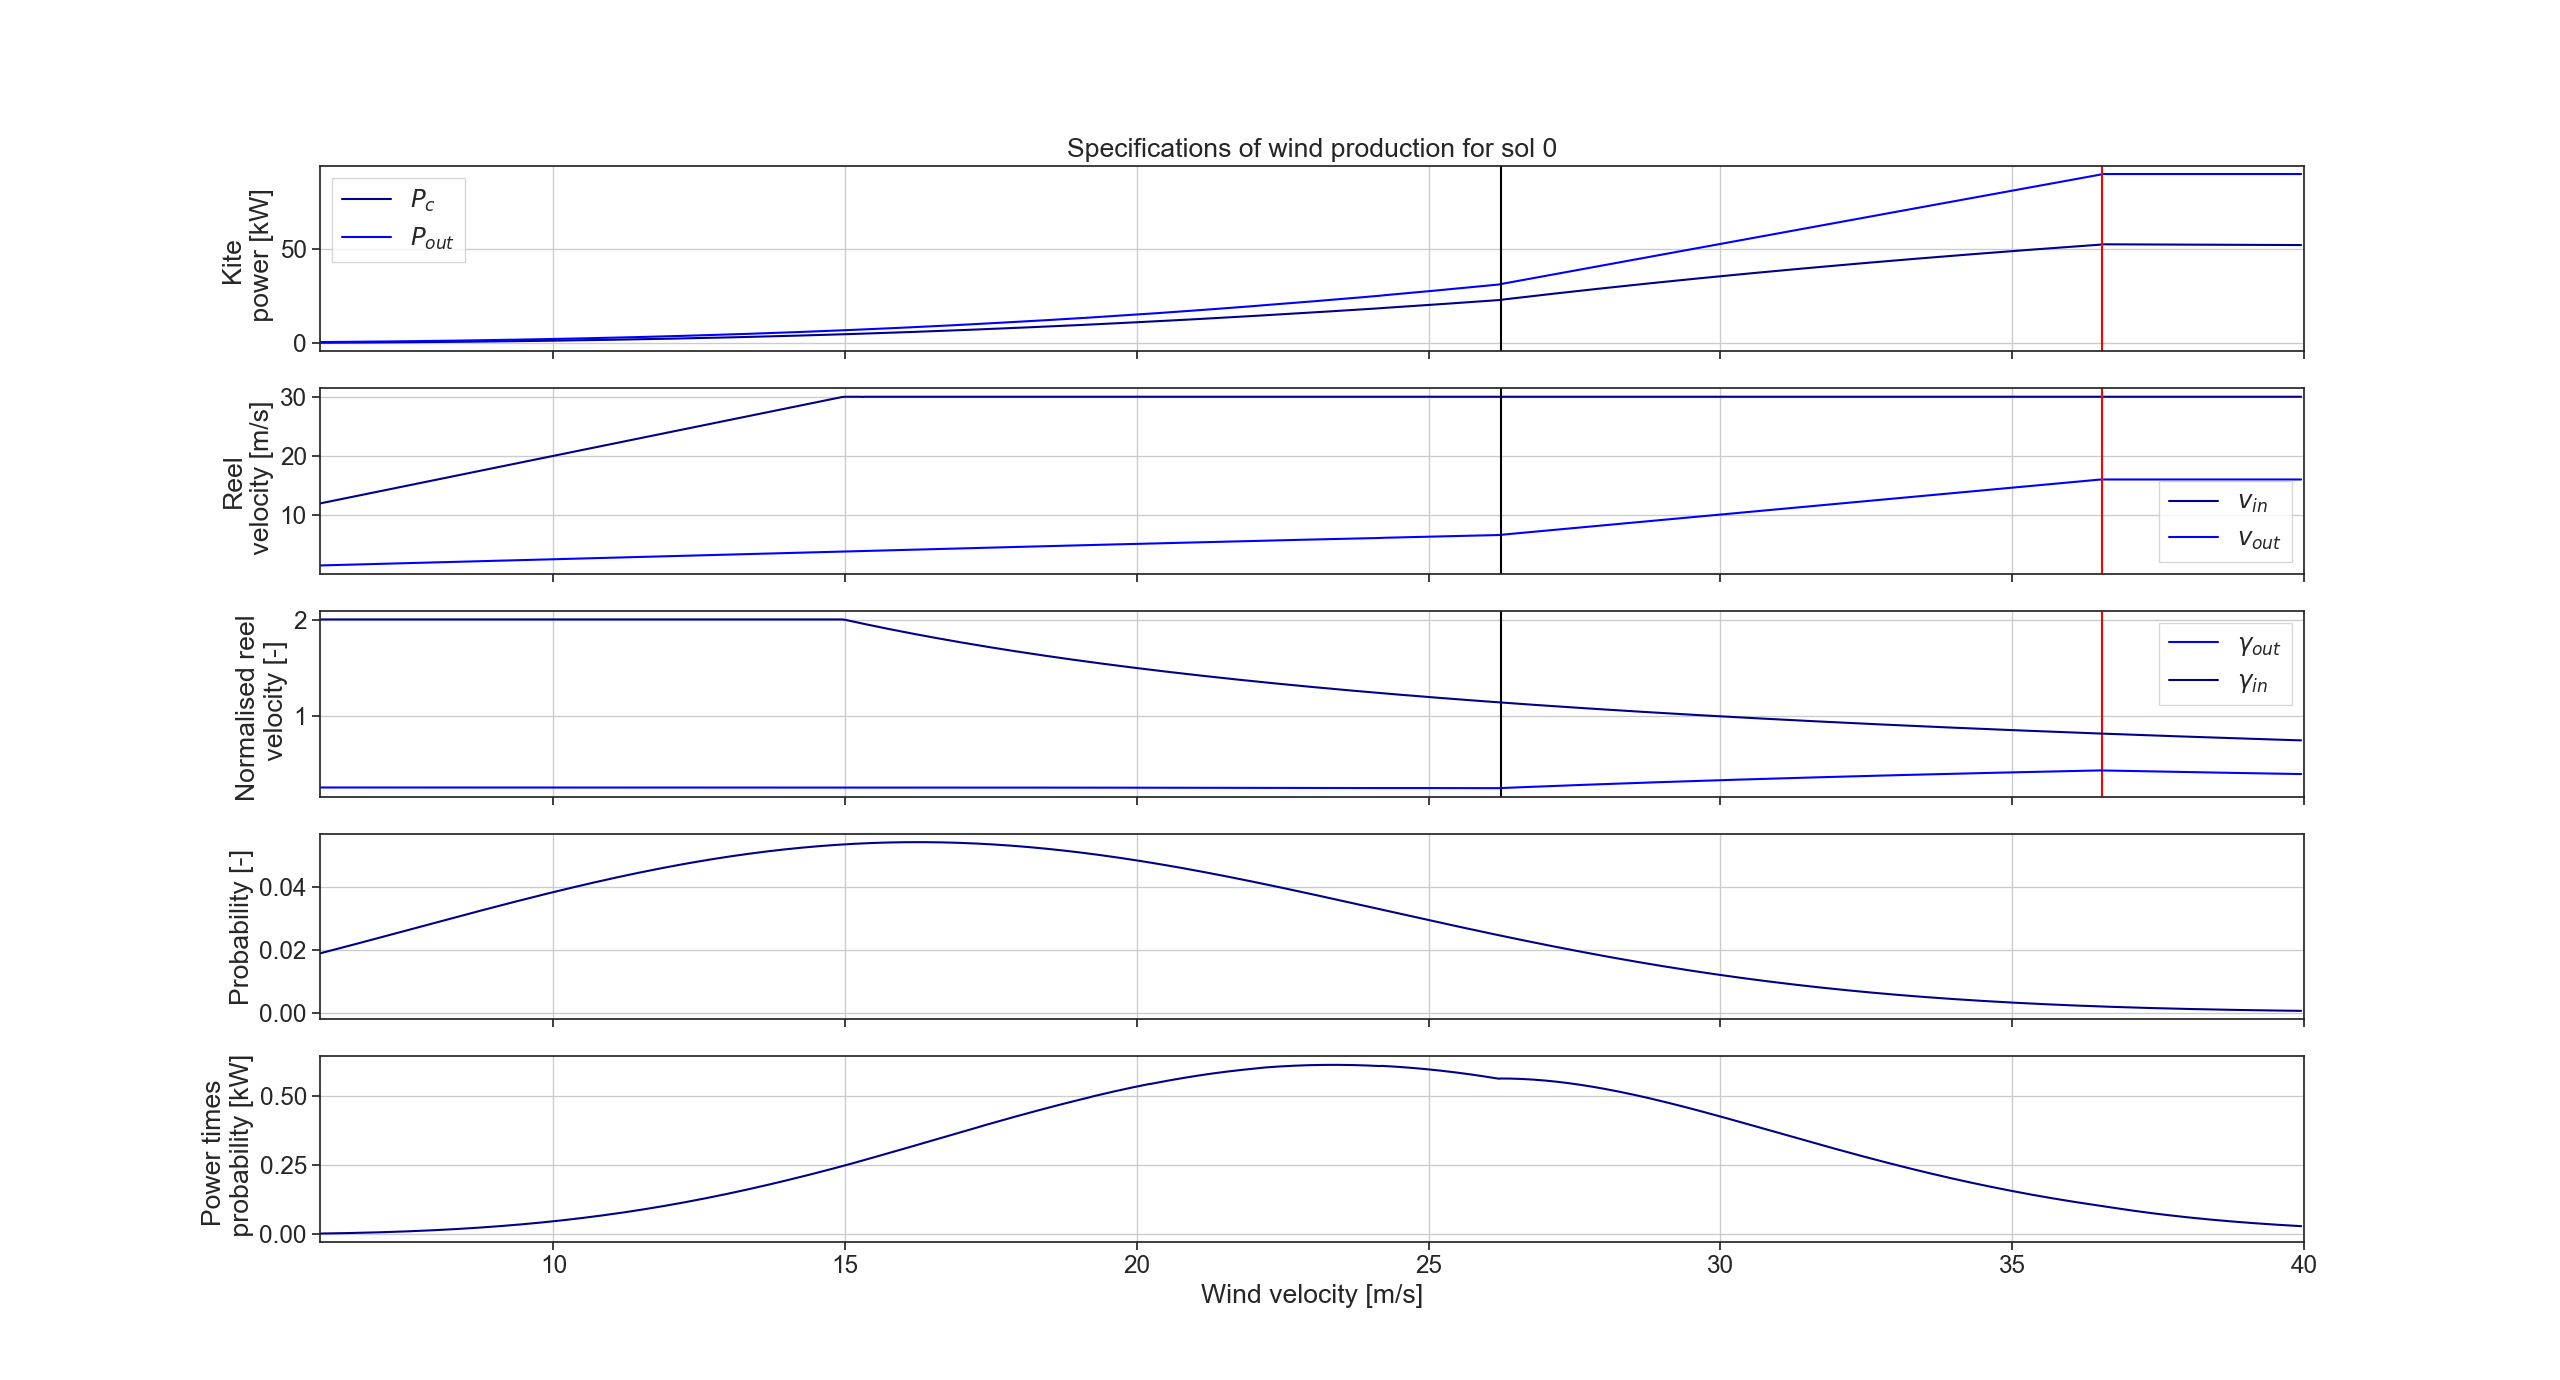 Specifications of wind production for sol 0
Kite
power [kW]
50
0
P_c
P_out
Reel
velocity [m/s]
30
20
10
v_in
v_out
Normalised reel
velocity [-]
2
1
γ_out
γ_in
Probability [-]
0.04
0.02
0.00
Power times
probability [kW]
0.50
0.25
0.00
10 15 20 25 30 35 40
Wind velocity [m/s]